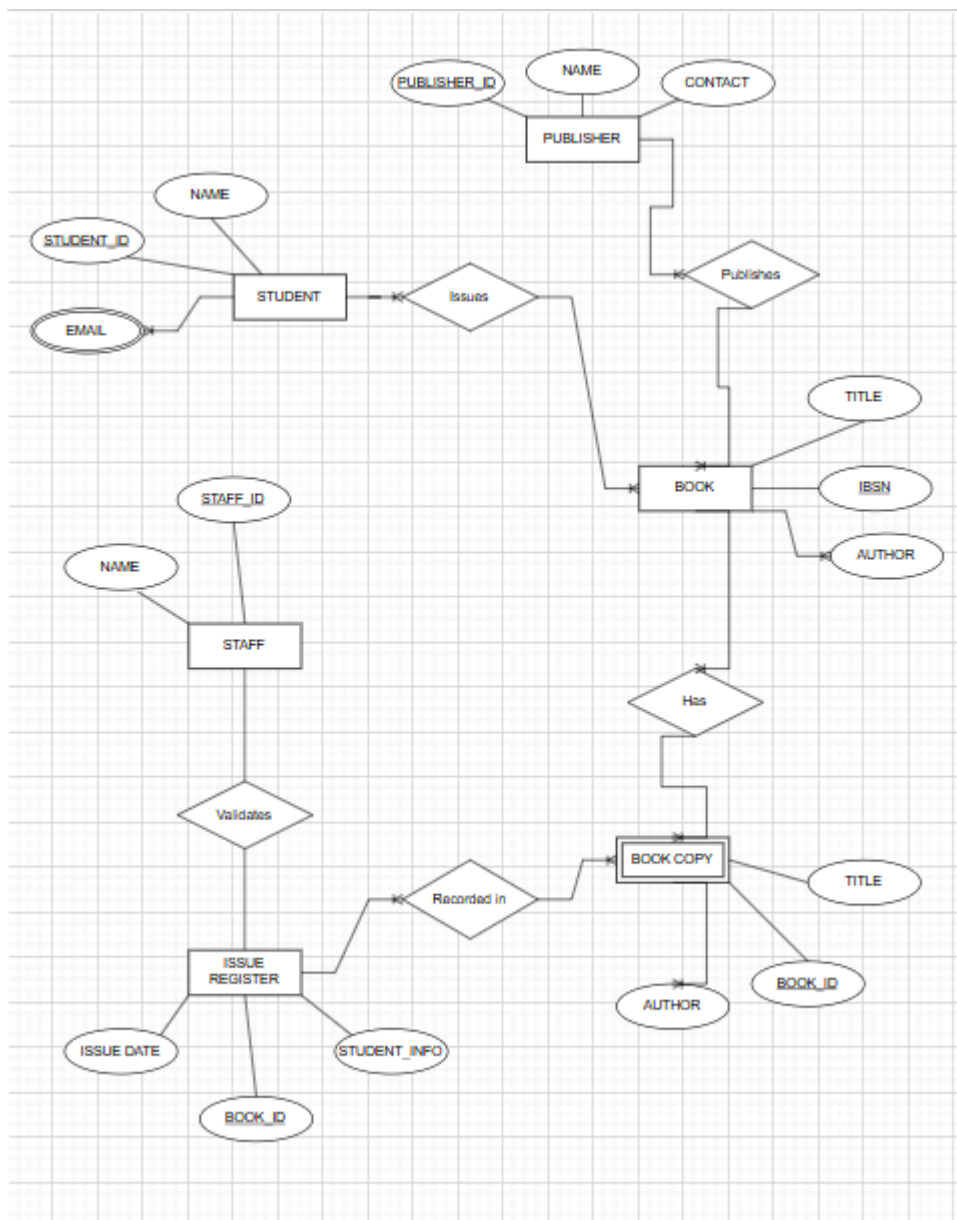 NAME
PUBLISHER_ID
CONTACT
PUBLISHER
NAME
STUDENT_ID
STUDENT
EMAIL
Issues
Publishes
TITLE
BOOK
IBSN
AUTHOR
STAFF_ID
NAME
STAFF
Has
Validates
BOOK COPY
TITLE
Recorded in
ISSUE
REGISTER
BOOK_ID
AUTHOR
ISSUE DATE
STUDENT_INFO
BOOK_ID